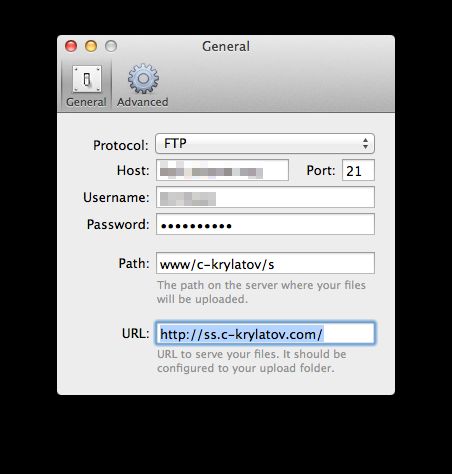 General
General Advanced
Protocol: FTP
Host: Port: 21
Username:
Password: ••••••••••
Path: www/c-krylatov/s
The path on the server where your files
will be uploaded.
URL: http://ss.c-krylatov.com/
URL to serve your files. It should be
configured to your upload folder.